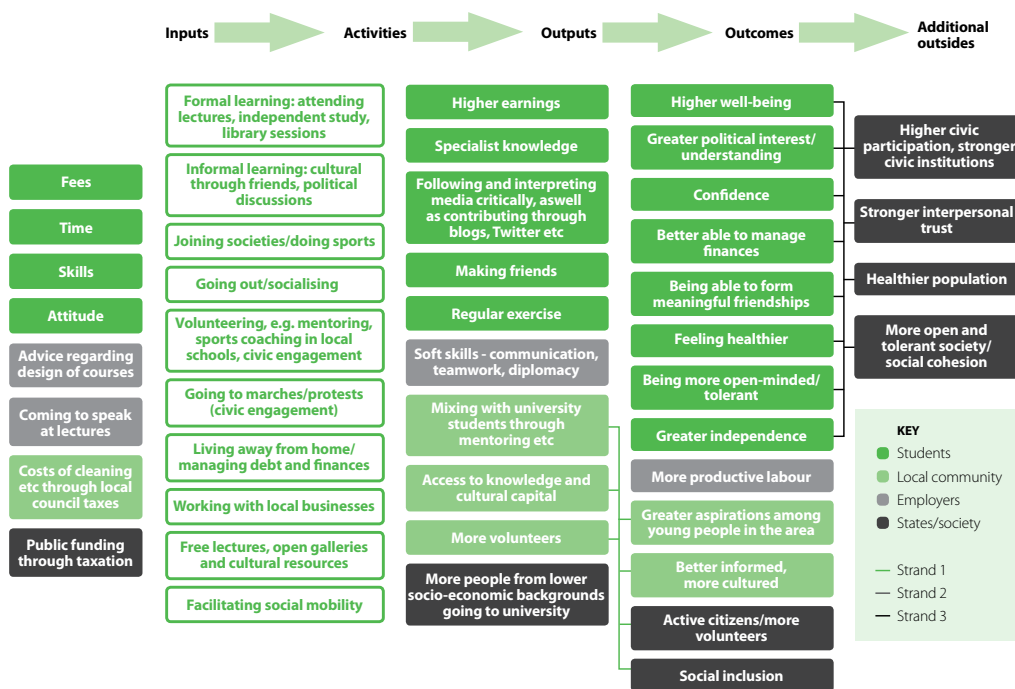 Inputs
Activities
Outputs
Outcomes
Additional
outsides
Fees
Time
Skills
Attitude
Advice regarding
design of courses
Coming to speak
at lectures
Costs of cleaning
etc through local
council taxes
Public funding
through taxation
Formal learning: attending
lectures, independent study,
library sessions
Informal learning: cultural
through friends, political
discussions
Joining societies/doing sports
Going out/socialising
Volunteering, e.g. mentoring,
sports coaching in local
schools, civic engagement
Going to marches/protests
(civic engagement)
Living away from home/
managing debt and finances
Working with local businesses
Free lectures, open galleries
and cultural resources
Facilitating social mobility
Higher earnings
Specialist knowledge
Following and interpreting
media critically, aswell
as contributing through
blogs, Twitter etc
Making friends
Regular exercise
Soft skills - communication,
teamwork, diplomacy
Mixing with university
students through
mentoring etc
Access to knowledge and
cultural capital
More volunteers
More people from lower
socio-economic backgrounds
going to university
Higher well-being
Greater political interest/
understanding
Confidence
Better able to manage
finances
Being able to form
meaningful friendships
Feeling healthier
Being more open-minded/
tolerant
Greater independence
More productive labour
Greater aspirations among
young people in the area
Better informed,
more cultured
Active citizens/more
volunteers
Social inclusion
Higher civic
participation, stronger
civic institutions
Stronger interpersonal
trust
Healthier population
More open and
tolerant society/
social cohesion
KEY
Students
Local community
Employers
States/society
Strand 1
Strand 2
Strand 3